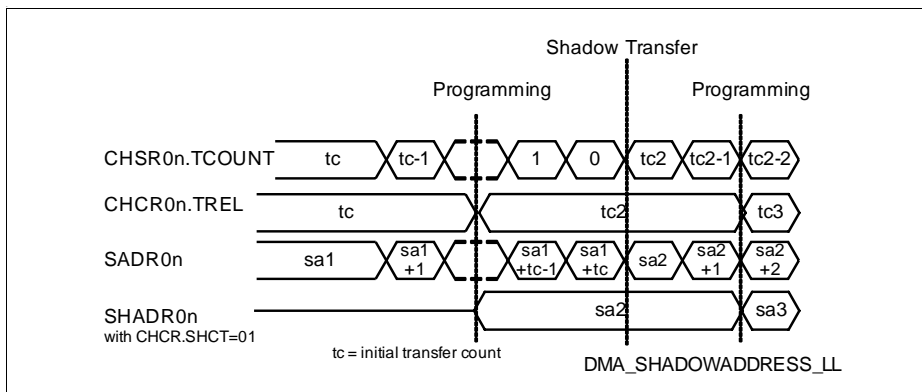 Shadow Transfer
Programming Programming
CHSR0n.TCOUNT tc tc-1 1 0 tc2 tc2-1 tc2-2
CHCR0n.TREL tc tc2 tc3
SADR0n sa1 sa1 +1 sa1 +tc-1 sa1 +tc sa2 sa2 +1 sa2 +2
SHADR0n sa2 sa3
with CHCR.SHCT=01
tc = initial transfer count
DMA_SHADOWADDRESS_LL